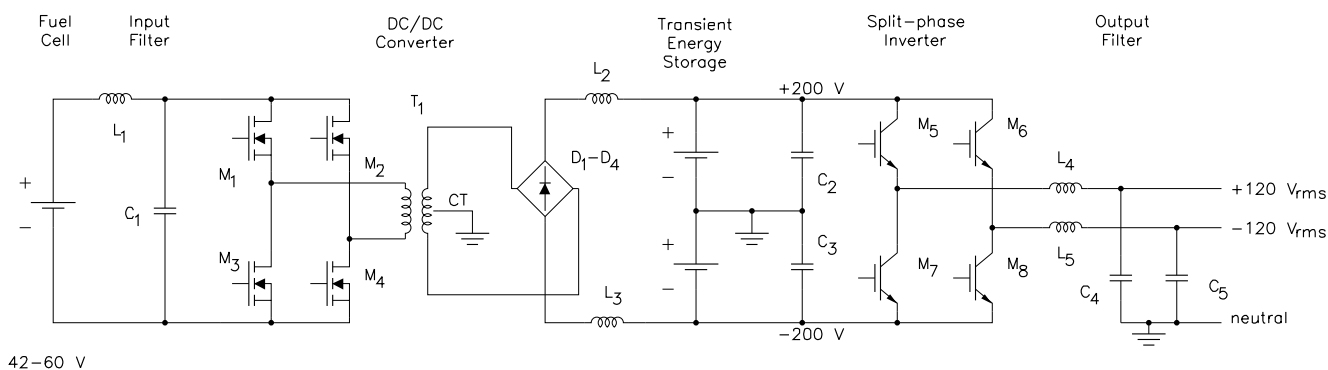 Fuel
Cell
Input
Filter
DC/DC
Converter
Transient
Energy
Storage
Split-phase
Inverter
Output
Filter
L1
T1
L2
+200 V
M5
M6
M1
M2
D1-D4
C2
L4
+
-
C1
CT
+
-
+120 Vrms
-120 Vrms
M3
M4
+
-
C3
M7
M8
L5
C4
C5
L3
-200 V
neutral
42-60 V